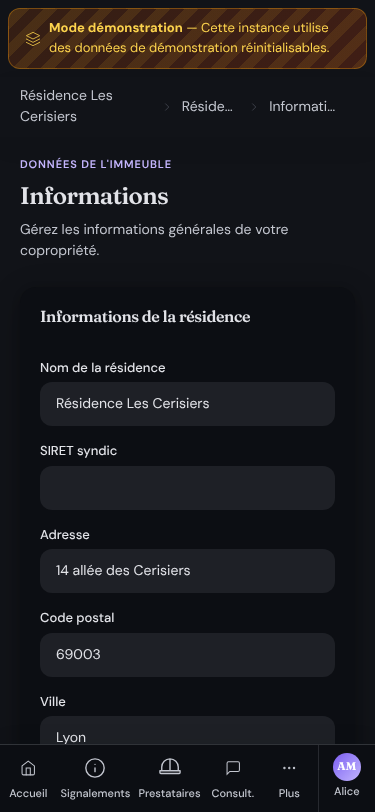 Mode démonstration — Cette instance utilise
des données de démonstration réinitialisables.
Résidence Les
Cerisiers
Réside...
Informati...
DONNÉES DE L'IMMEUBLE
Informations
Gérez les informations générales de votre
copropriété.
Informations de la résidence
Nom de la résidence
Résidence Les Cerisiers
SIRET syndic
Adresse
14 allée des Cerisiers
Code postal
69003
Ville
Lyon
Accueil
Signalements
Prestataires
Consult.
Plus
AM
Alice